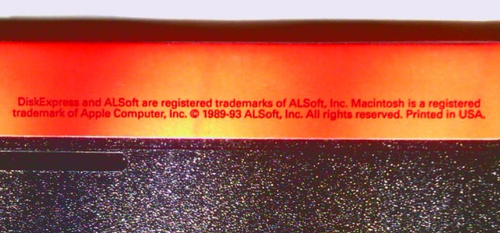 DiskExpress and ALSoft are registered trademarks of ALSoft, Inc. Macintosh is a registered
trademark of Apple Computer, Inc. © 1989-93 ALSoft, Inc. All rights reserved. Printed in USA.